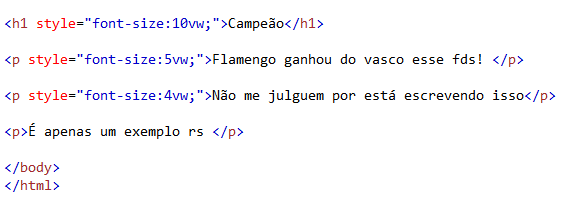 <h1 style="font-size:10vw;">Campeão</h1>
<p style="font-size:5vw;">Flamengo ganhou do vasco esse fds! </p>
<p style="font-size:4vw;">Não me julguem por está escrevendo isso</p>
<p>É apenas um exemplo rs </p>
</body>
</html>